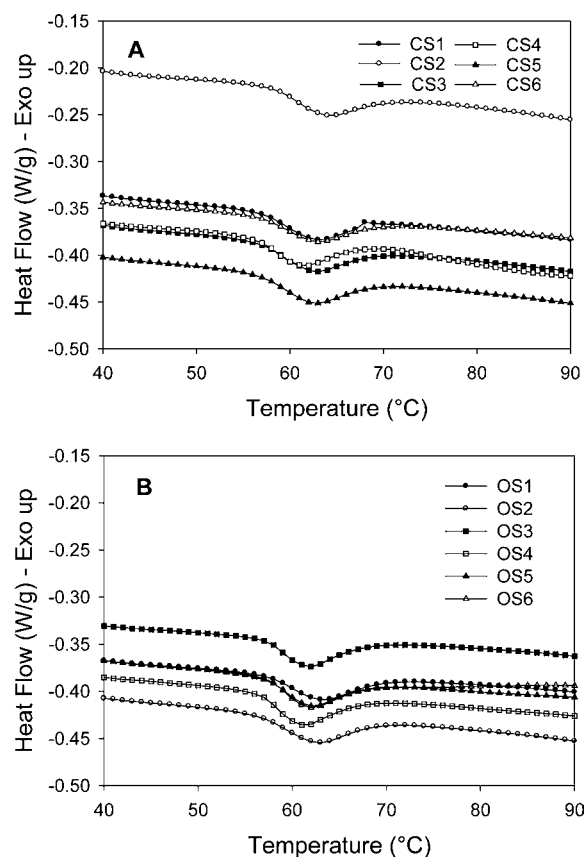 A
CS1 CS4
CS2 CS5
CS3 CS6
-0.15
-0.20
-0.25
-0.30
-0.35
-0.40
-0.45
-0.50
Heat Flow (W/g) - Exo up
40 50 60 70 80 90
Temperature (°C)
B
OS1
OS2
OS3
OS4
OS5
OS6
-0.15
-0.20
-0.25
-0.30
-0.35
-0.40
-0.45
-0.50
Heat Flow (W/g) - Exo up
40 50 60 70 80 90
Temperature (°C)